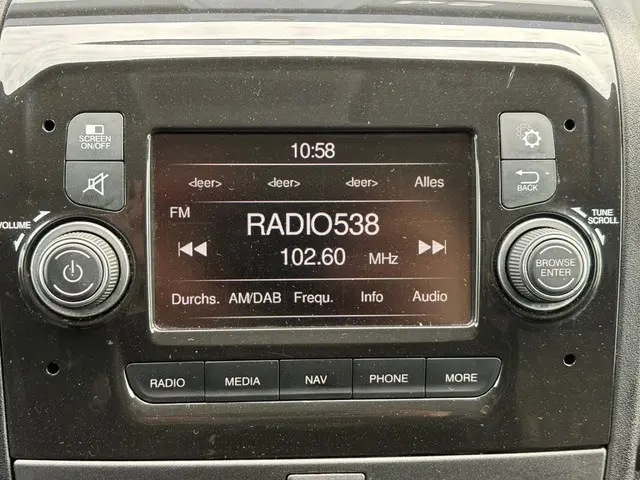 SCREEN
ON/OFF
10:58
<leer> <leer> <leer> Alles
FM
RADIO538
102.60 MHz
Durchs. AM/DAB Frequ. Info Audio
BACK
VOLUME
TUNE
SCROLL
BROWSE
ENTER
RADIO MEDIA NAV PHONE MORE